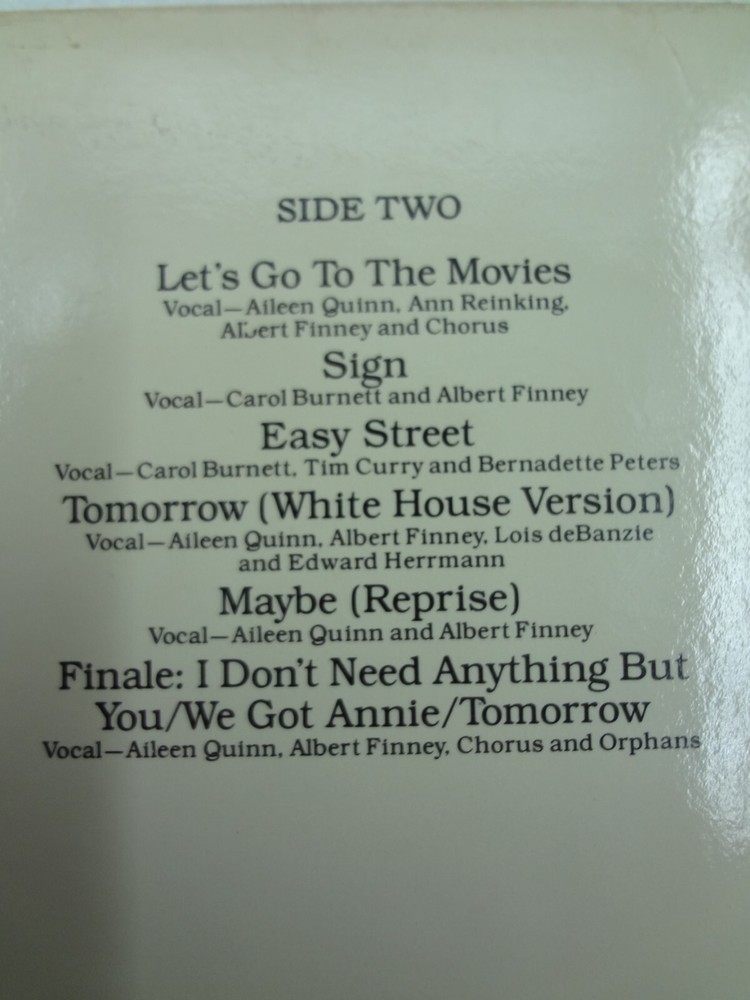 SIDE TWO
Let's Go To The Movies
Vocal—Aileen Quinn, Ann Reinking,
Albert Finney and Chorus
Sign
Vocal—Carol Burnett and Albert Finney
Easy Street
Vocal—Carol Burnett, Tim Curry and Bernadette Peters
Tomorrow (White House Version)
Vocal—Aileen Quinn, Albert Finney, Lois deBanzie
and Edward Herrmann
Maybe (Reprise)
Vocal—Aileen Quinn and Albert Finney
Finale: I Don't Need Anything But
You/We Got Annie/Tomorrow
Vocal—Aileen Quinn, Albert Finney, Chorus and Orphans